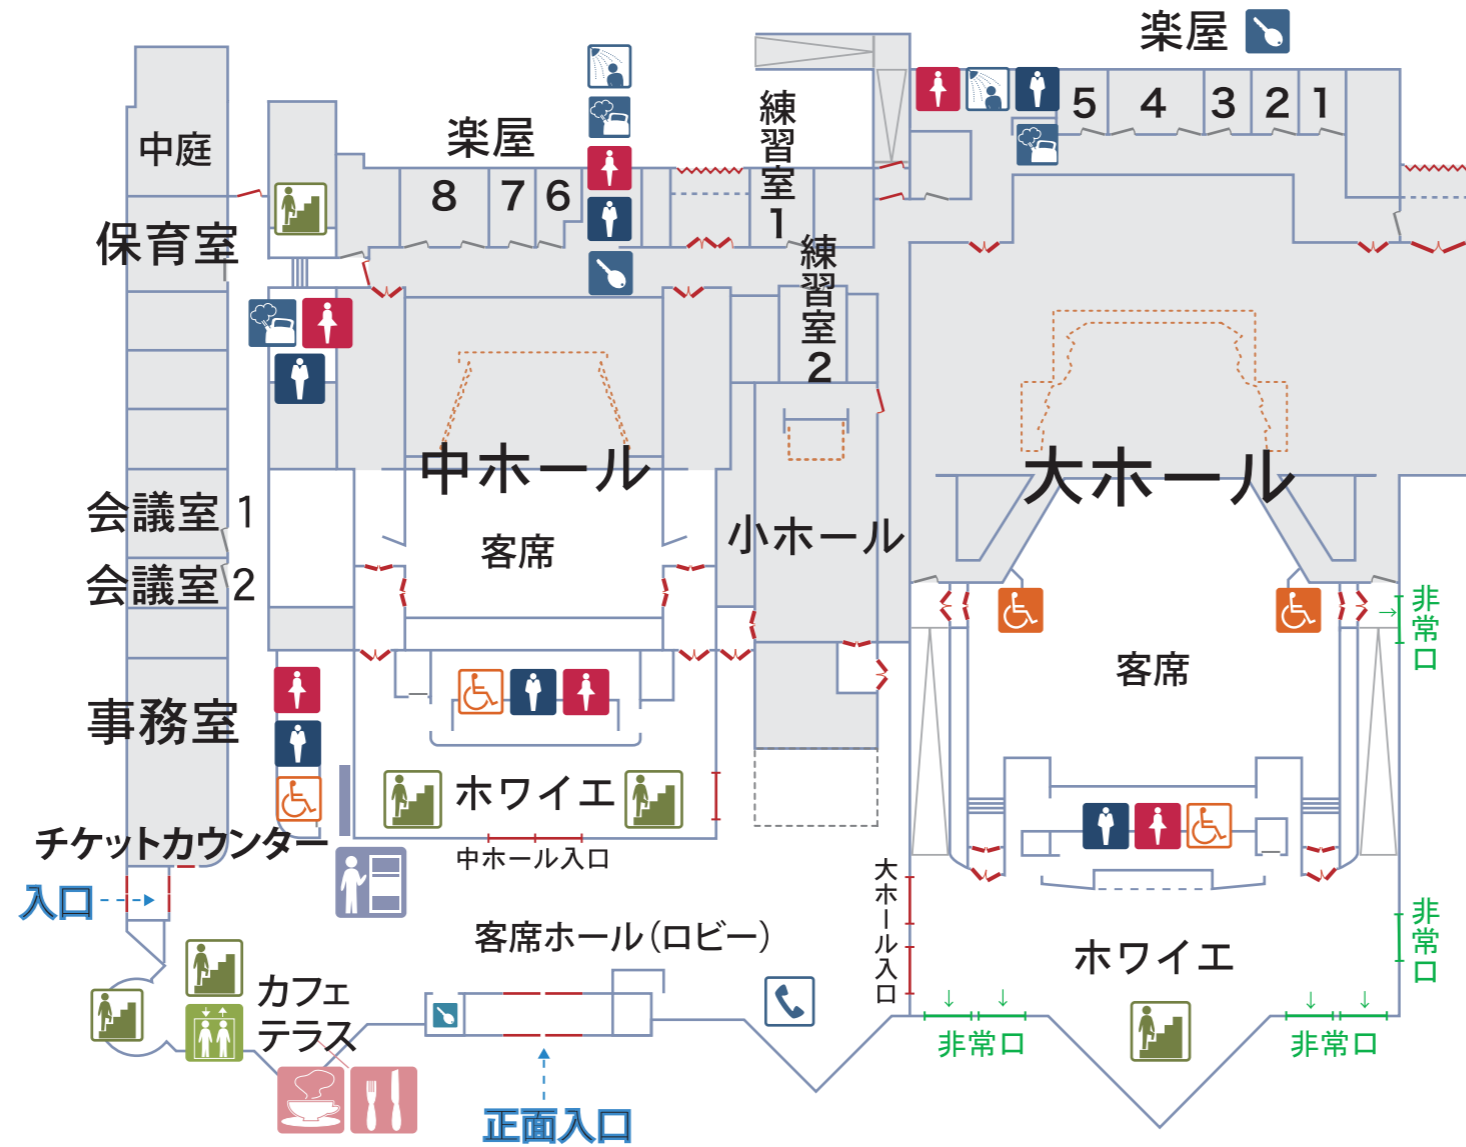 楽屋
5 4 3 2 1
中庭
楽屋
8 7 6
練習室1
保育室
練習室2
中ホール
大ホール
会議室 1
客席
小ホール
会議室 2
非常口
客席
事務室
ホワイエ
チケットカウンター
中ホール入口
大ホール入口
入口
客席ホール(ロビー)
非常口
ホワイエ
カフェ
テラス
非常口
非常口
正面入口